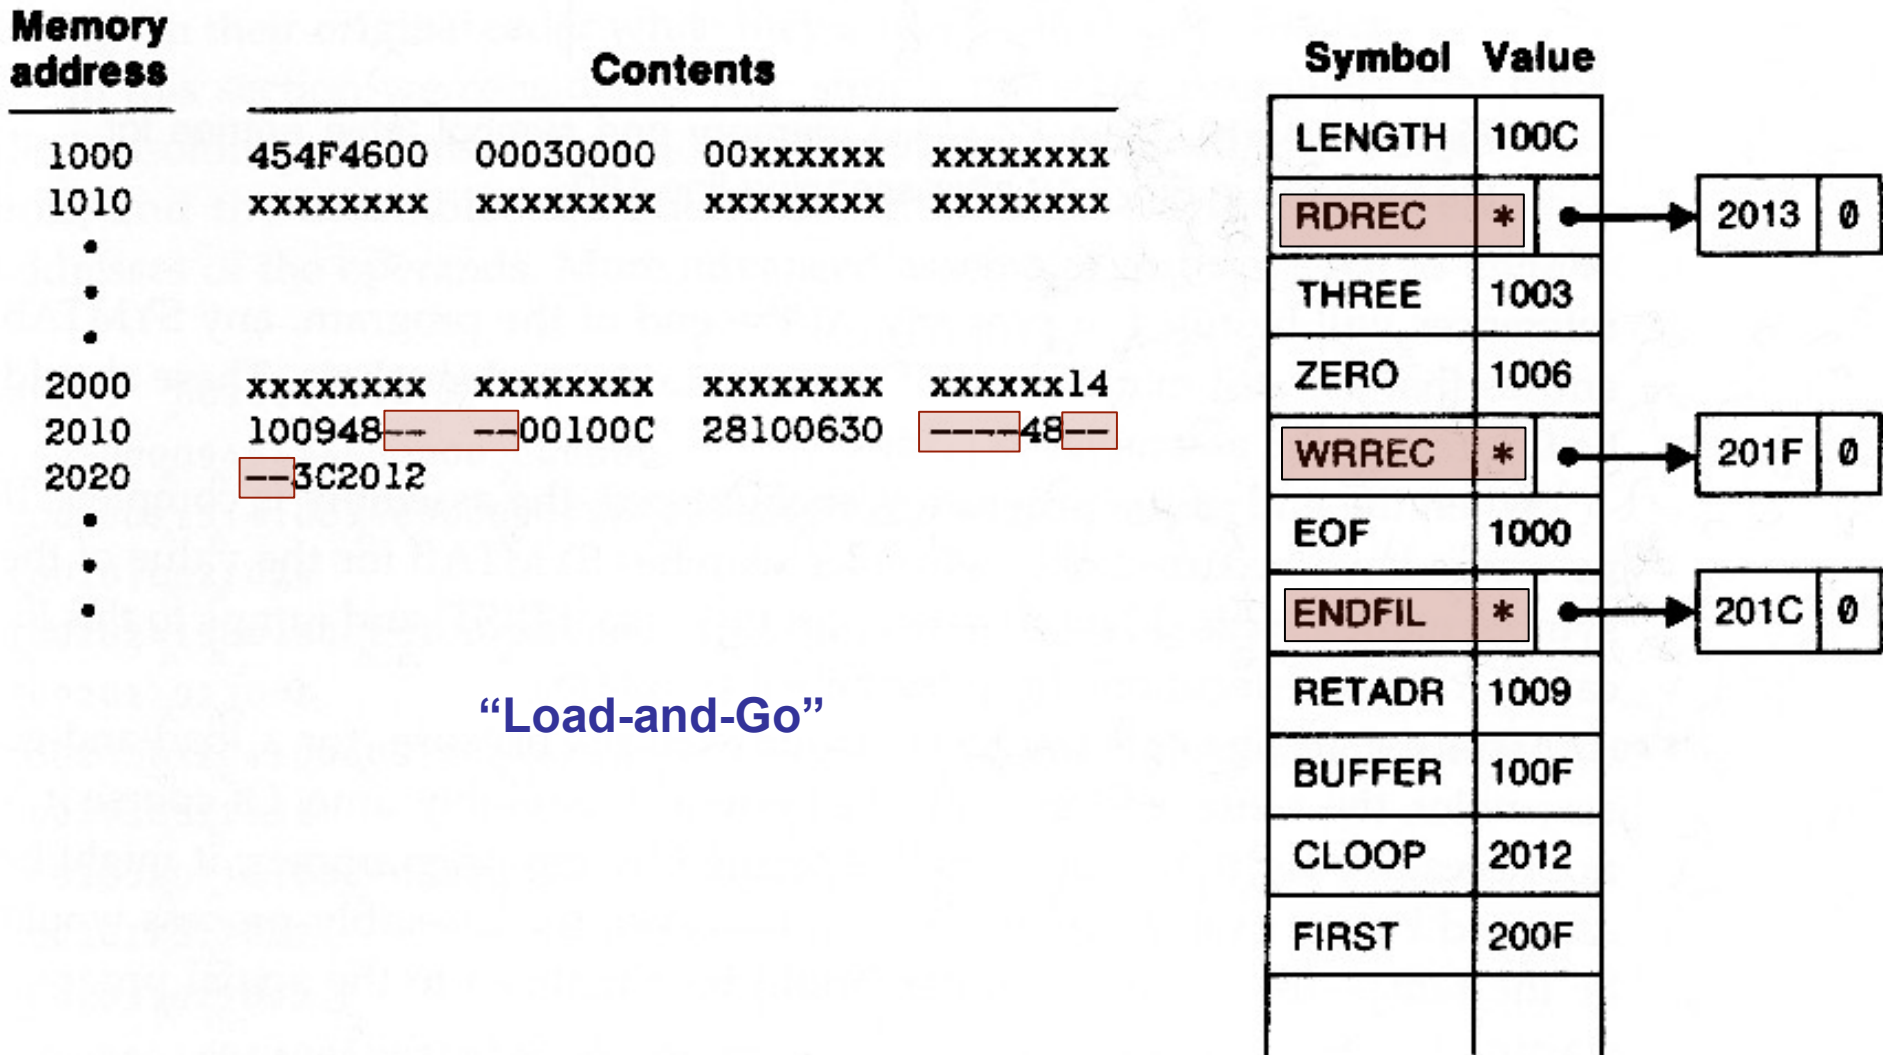 Memory address
Contents
1000 454F4600 00030000 00xxxxxx xxxxxxxx
1010 xxxxxxxx xxxxxxxx xxxxxxxx xxxxxxxx
2000 xxxxxxxx xxxxxxxx xxxxxxxx xxxxxx14
2010 100948-- --00100C 28100630 ----48--
2020 --3C2012
“Load-and-Go”
Symbol Value
LENGTH 100C
RDREC * 2013 0
THREE 1003
ZERO 1006
WRREC * 201F 0
EOF 1000
ENDFIL * 201C 0
RETADR 1009
BUFFER 100F
CLOOP 2012
FIRST 200F